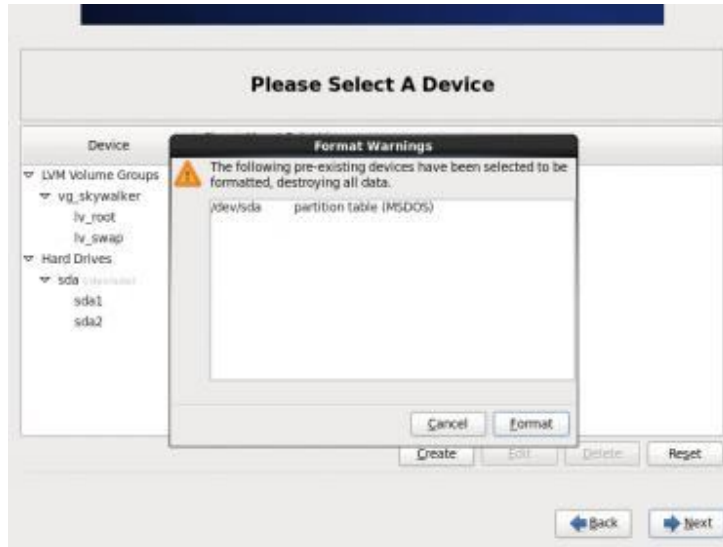 Please Select A Device
Device
Format Warnings
The following pre-existing devices have been selected to be
formatted, destroying all data.
/dev/sda partition table (MSDOS)
LVM Volume Groups
vg_skywalker
lv_root
lv_swap
Hard Drives
sda
sda1
sda2
Cancel Format
Create Edit Delete Reset
Back Next